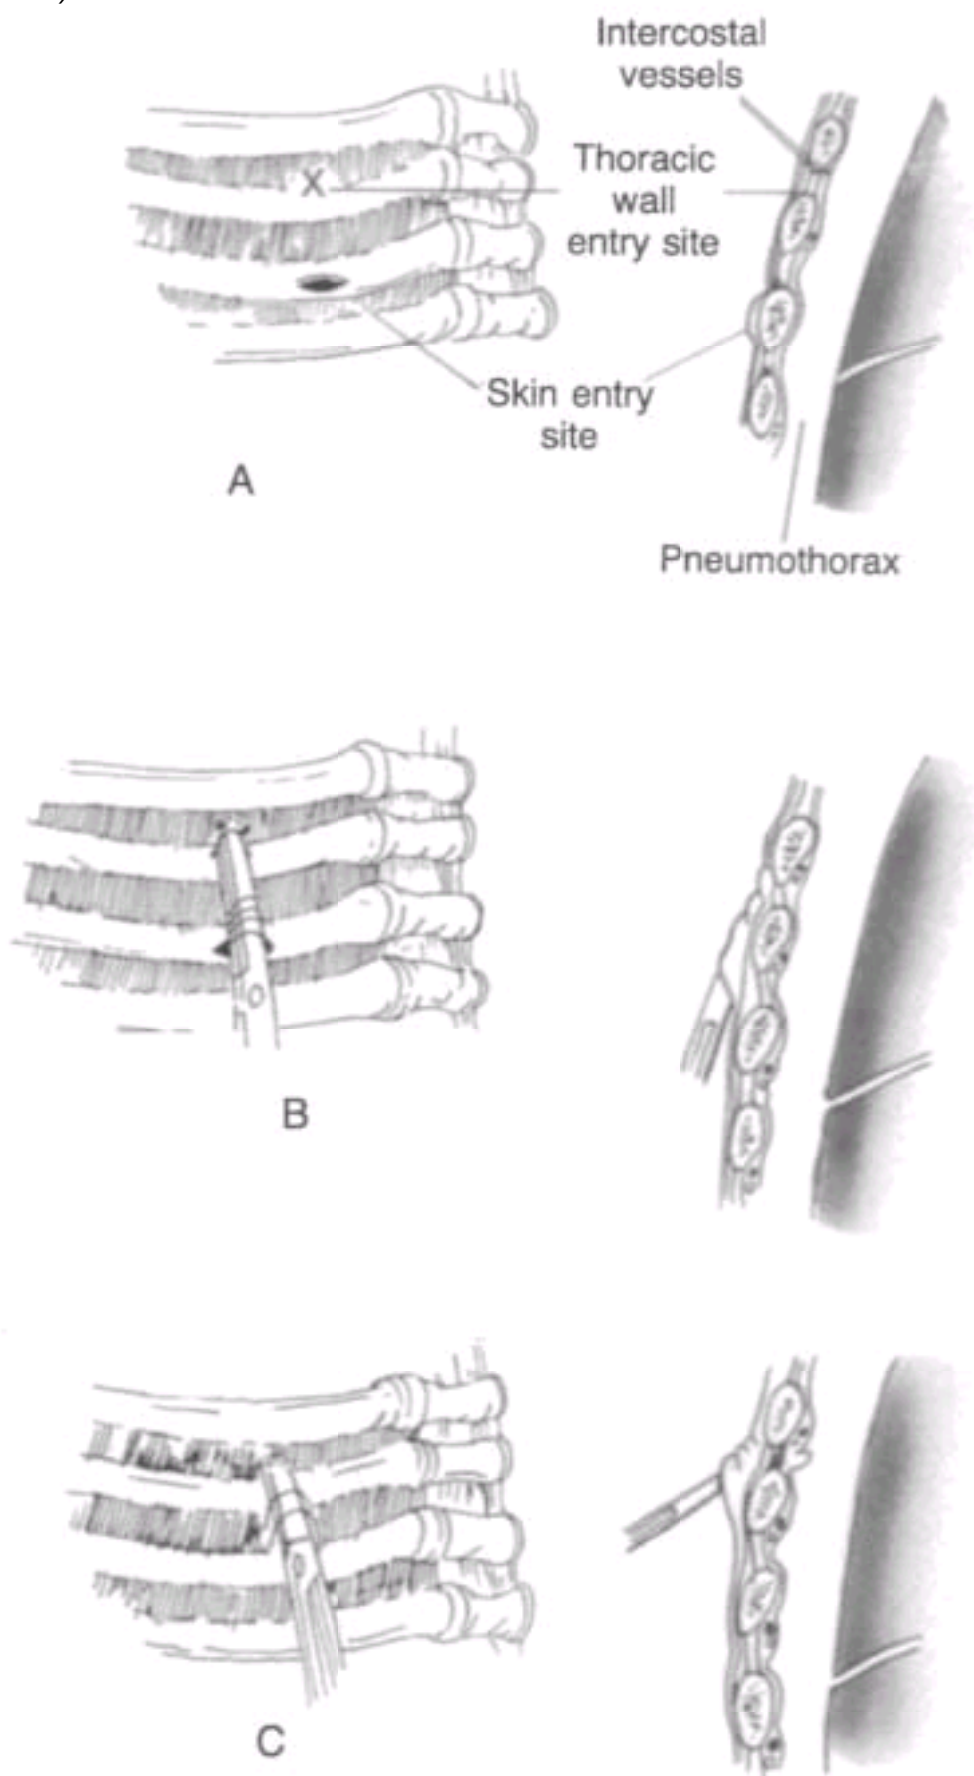 Intercostal
vessels
X
Thoracic
wall
entry site
Skin entry
site
A
Pneumothorax
B
C